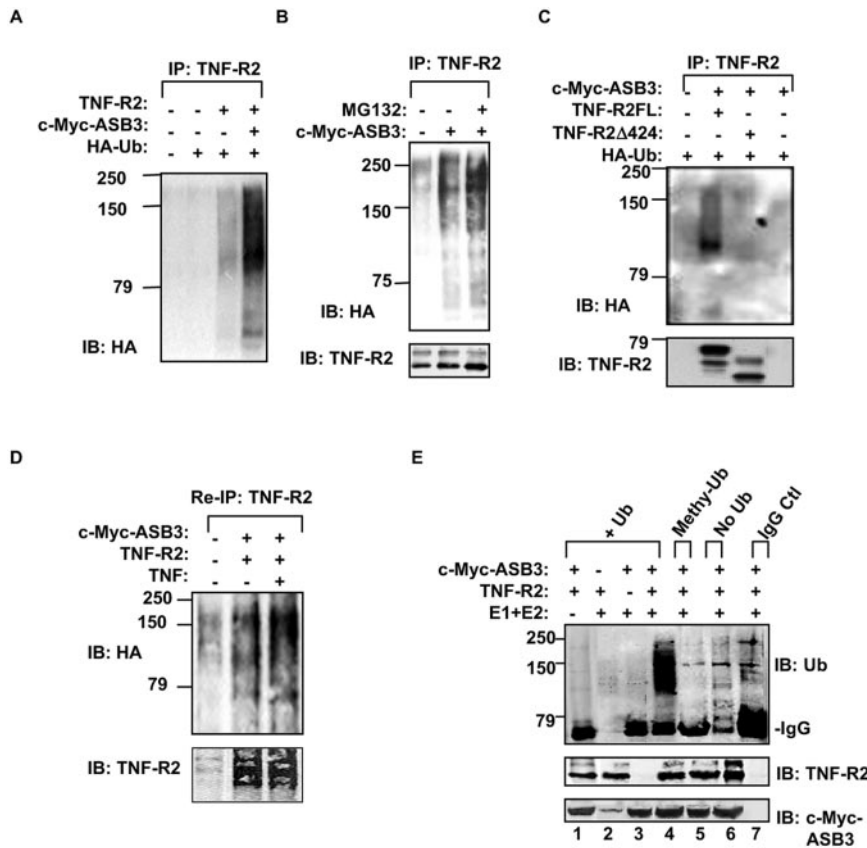 A
IP: TNF-R2
TNF-R2: - - + +
c-Myc-ASB3: - - - +
HA-Ub: - + + +
250
150
79
IB: HA
B
IP: TNF-R2
MG132: - - +
c-Myc-ASB3: - + +
250
150
75
IB: HA
IB: TNF-R2
C
IP: TNF-R2
c-Myc-ASB3: - + + +
TNF-R2FL: - + - -
TNF-R2Δ424: - - + -
HA-Ub: + + + +
250
150
79
IB: HA
79
IB: TNF-R2
D
Re-IP: TNF-R2
c-Myc-ASB3: - + +
TNF-R2: - + +
TNF: - - +
250
150
IB: HA
79
IB: TNF-R2
E
+ Ub
Methy-Ub
No Ub
IgG Ctl
c-Myc-ASB3: + - + + + + +
TNF-R2: + + - + + + +
E1+E2: - + + + + + +
250
150
IB: Ub
79
-IgG
IB: TNF-R2
IB: c-Myc-
ASB3
1 2 3 4 5 6 7